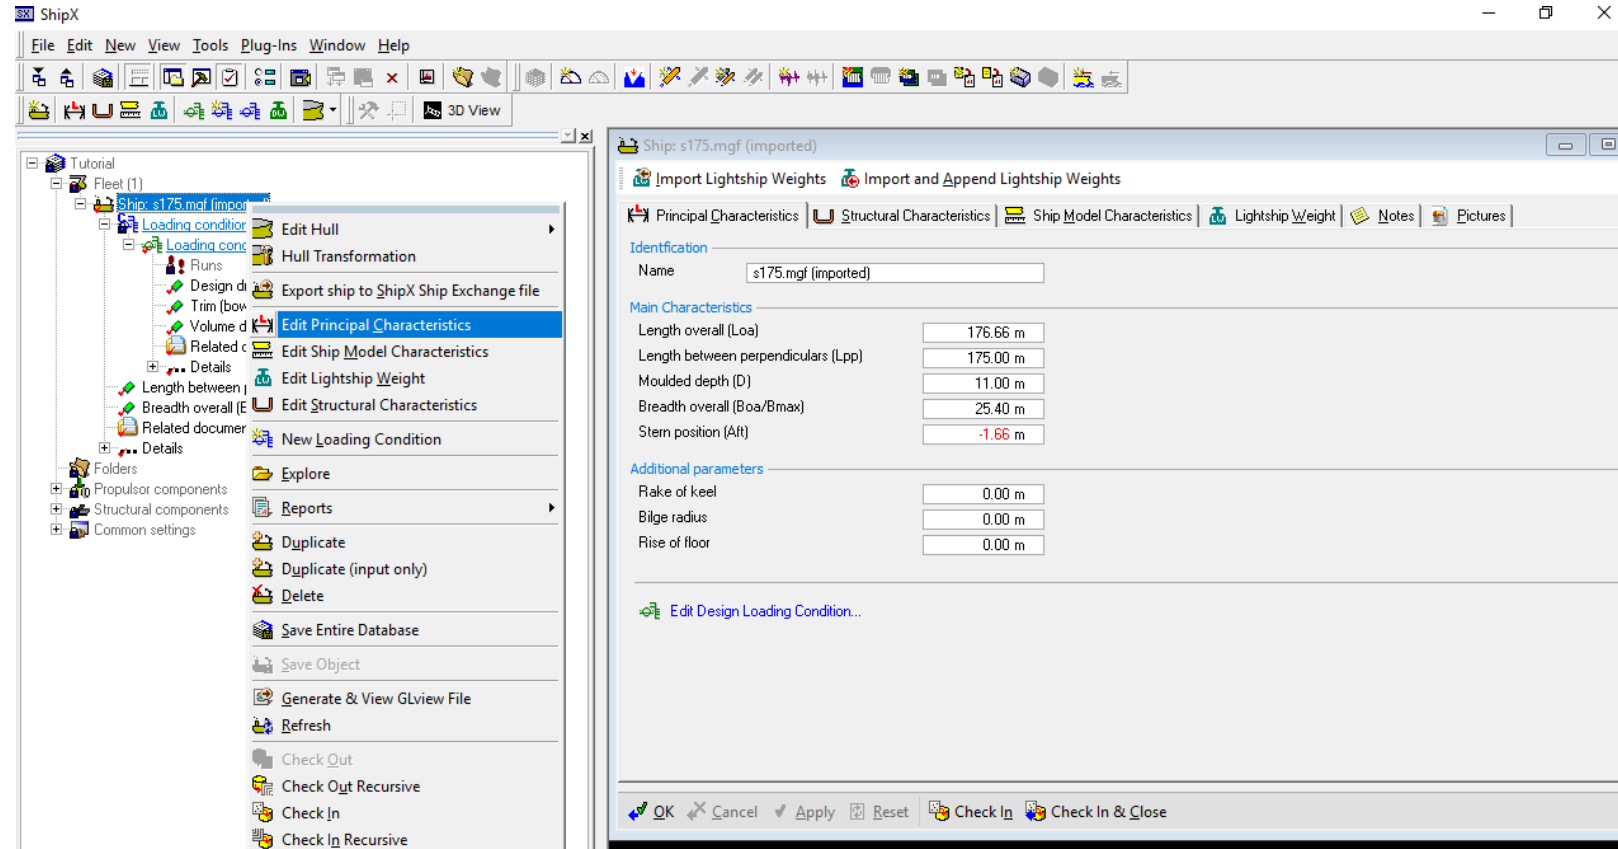 SX ShipX
File Edit New View Tools Plug-Ins Window Help
3D View
Tutorial
Fleet (1)
Ship: s175.mgf (imported)
Loading condition
Loading cond
Runs
Design d
Trim (bow
Volume d
Related
Details
Length between
Breadth overall (B
Related documer
Details
Folders
Propulsor components
Structural components
Common settings
Edit Hull
Hull Transformation
Export ship to ShipX Ship Exchange file
Edit Principal Characteristics
Edit Ship Model Characteristics
Edit Lightship Weight
Edit Structural Characteristics
New Loading Condition
Explore
Reports
Duplicate
Duplicate (input only)
Delete
Save Entire Database
Save Object
Generate & View GLview File
Refresh
Check Out
Check Out Recursive
Check In
Check In Recursive
Ship: s175.mgf (imported)
Import Lightship Weights Import and Append Lightship Weights
Principal Characteristics Structural Characteristics Ship Model Characteristics Lightship Weight Notes Pictures
Identfication
Name s175.mgf (imported)
Main Characteristics
Length overall (Loa) 176.66 m
Length between perpendiculars (Lpp) 175.00 m
Moulded depth (D) 11.00 m
Breadth overall (Boa/Bmax) 25.40 m
Stern position (Aft) -1.66 m
Additional parameters
Rake of keel 0.00 m
Bilge radius 0.00 m
Rise of floor 0.00 m
Edit Design Loading Condition...
OK Cancel Apply Reset Check In Check In & Close